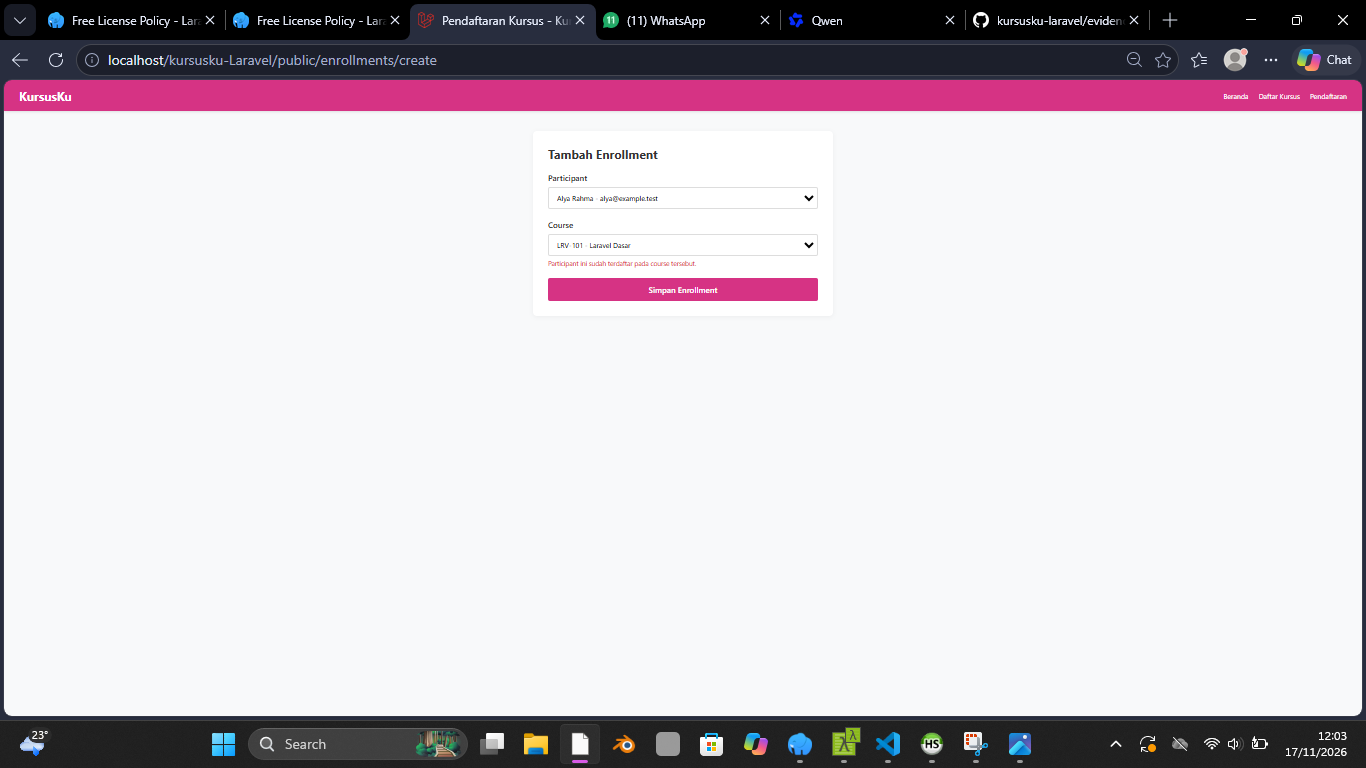 Free License Policy - Lar
Free License Policy - Lara
Pendaftaran Kursus - Ku
11
(11) WhatsApp
Qwen
kursusku-laravel/eviden
localhost/kursusku-Laravel/public/enrollments/create
Chat
KursusKu
Beranda
Daftar Kursus
Pendaftaran
Tambah Enrollment
Participant
Alya Rahma - alya@example.test
Course
LRV-101 - Laravel Dasar
Participant ini sudah terdaftar pada course tersebut.
Simpan Enrollment
23°
Search
λ
HS
12:03
17/11/2026